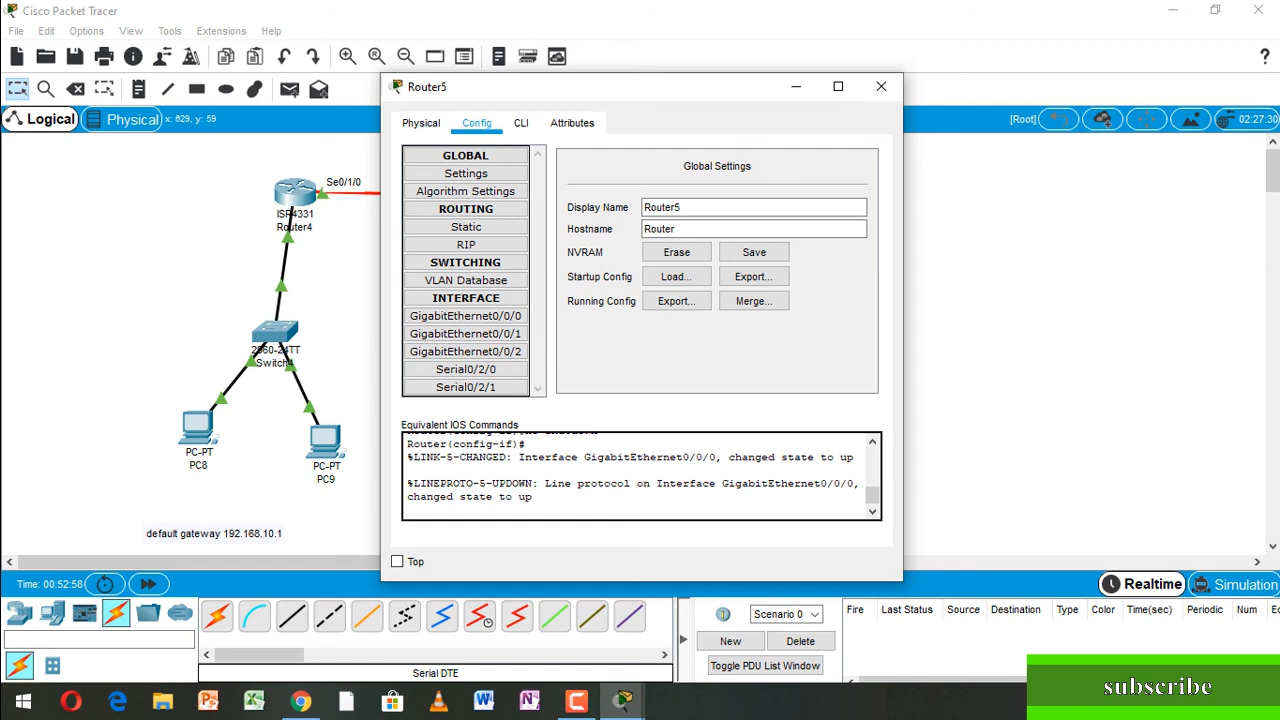 Cisco Packet Tracer
File Edit Options View Tools Extensions Help
?
Logical Physical x: 629, y: 59 [Root] 02:27:30
Router5
Physical Config CLI Attributes
GLOBAL
Settings
Algorithm Settings
ROUTING
Static
RIP
SWITCHING
VLAN Database
INTERFACE
GigabitEthernet0/0/0
GigabitEthernet0/0/1
GigabitEthernet0/0/2
Serial0/2/0
Serial0/2/1
Global Settings
Display Name Router5
Hostname Router
NVRAM Erase Save
Startup Config Load... Export...
Running Config Export... Merge...
Equivalent IOS Commands
Router(config-if)#
%LINK-5-CHANGED: Interface GigabitEthernet0/0/0, changed state to up
%LINEPROTO-5-UPDOWN: Line protocol on Interface GigabitEthernet0/0/0,
changed state to up
Top
Se0/1/0
ISR4331
Router4
2960-24TT
Switch4
PC-PT
PC8
PC-PT
PC9
default gateway 192.168.10.1
Time: 00:52:58 Realtime Simulation
Scenario 0
New Delete
Toggle PDU List Window
Fire Last Status Source Destination Type Color Time(sec) Periodic Num
Serial DTE
subscribe